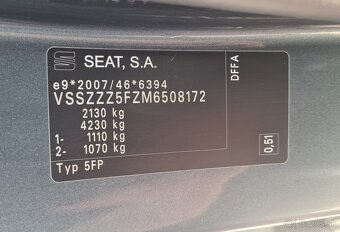 SEAT, S.A.
e9*2007/46*6394
VSSZZZ5FZM6508172
2130 kg
4230 kg
1- 1110 kg
2- 1070 kg
Typ 5FP
DFFA
0,51